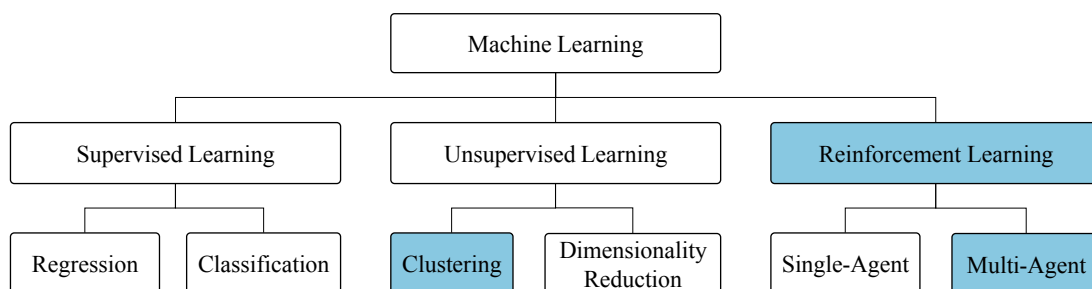 Machine Learning
Supervised Learning
Unsupervised Learning
Reinforcement Learning
Regression
Classification
Clustering
Dimensionality
Reduction
Single-Agent
Multi-Agent